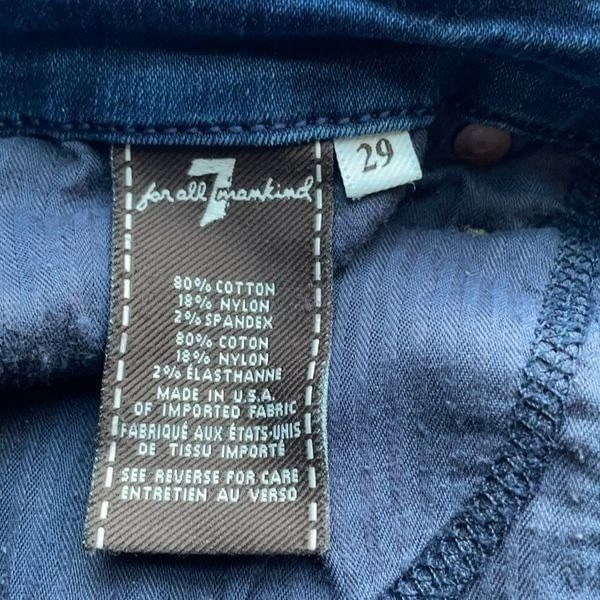 7
for all mankind
29
80% COTTON
18% NYLON
2% SPANDEX
80% COTON
18% NYLON
2% ÉLASTHANNE
MADE IN U.S.A.
OF IMPORTED FABRIC
FABRIQUÉ AUX ÉTATS-UNIS
DE TISSU IMPORTÉ
SEE REVERSE FOR CARE
ENTRETIEN AU VERSO